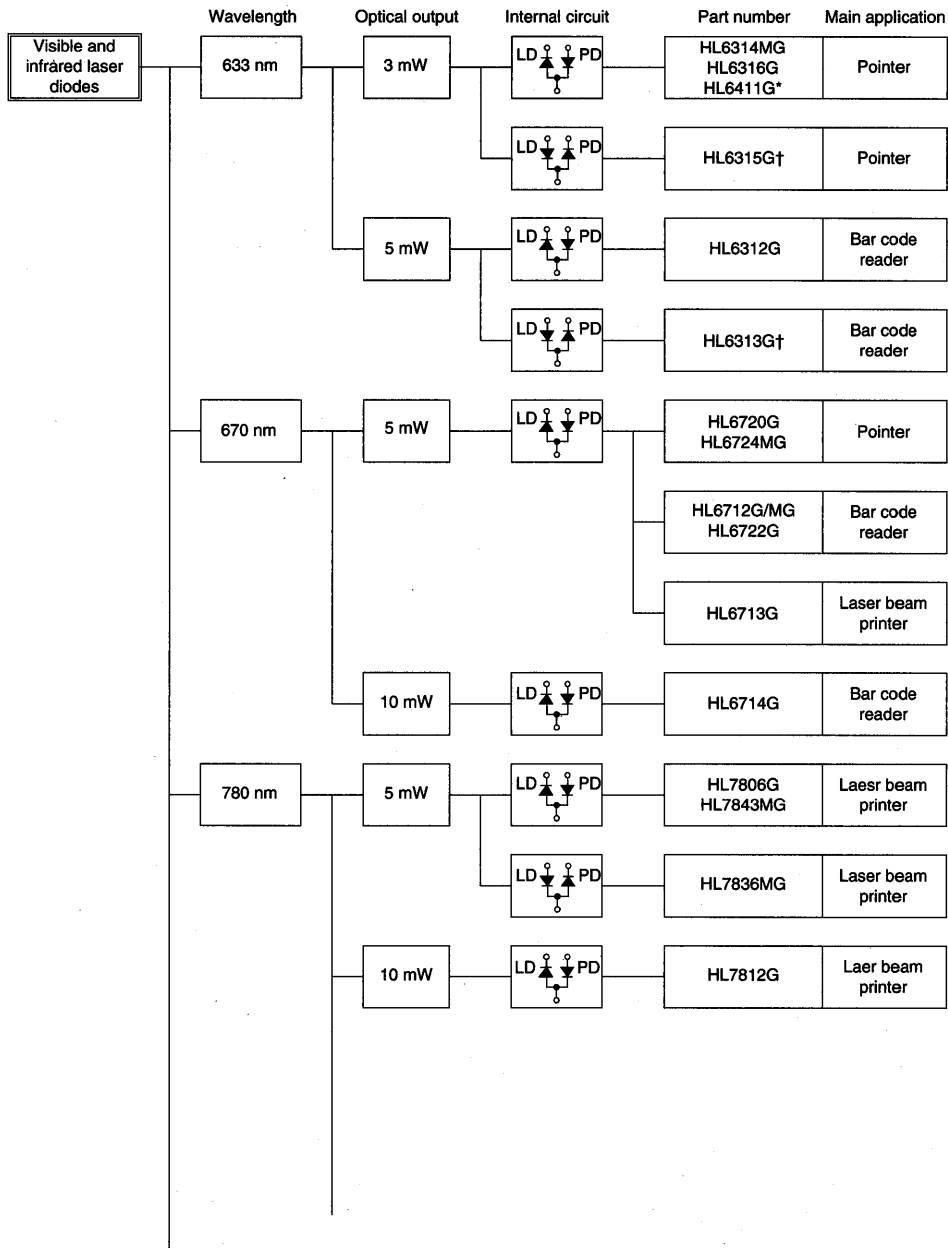 Wavelength Optical output Internal circuit Part number Main application
Visible and
infrared laser
diodes
633 nm
3 mW
LD PD
HL6314MG
HL6316G
HL6411G*
Pointer
LD PD
HL6315G†
Pointer
5 mW
LD PD
HL6312G
Bar code
reader
LD PD
HL6313G†
Bar code
reader
670 nm
5 mW
LD PD
HL6720G
HL6724MG
Pointer
HL6712G/MG
HL6722G
Bar code
reader
HL6713G
Laser beam
printer
10 mW
LD PD
HL6714G
Bar code
reader
780 nm
5 mW
LD PD
HL7806G
HL7843MG
Laesr beam
printer
LD PD
HL7836MG
Laser beam
printer
10 mW
LD PD
HL7812G
Laer beam
printer